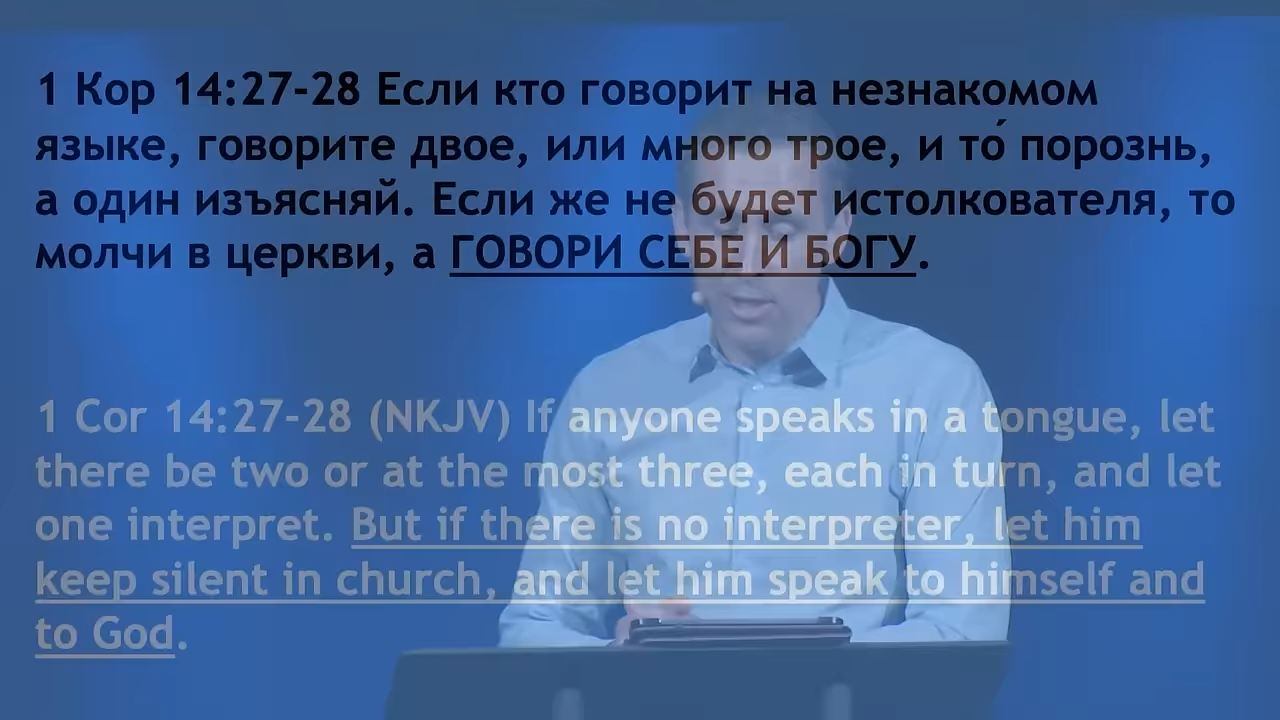 1 Кор 14:27-28 Если кто говорит на незнакомом
языке, говорите двое, или много трое, и то́ порознь,
а один изъясняй. Если же не будет истолкователя, то
молчи в церкви, а ГОВОРИ СЕБЕ И БОГУ.
1 Cor 14:27-28 (NKJV) If anyone speaks in a tongue, let
there be two or at the most three, each in turn, and let
one interpret. But if there is no interpreter, let him
keep silent in church, and let him speak to himself and
to God.